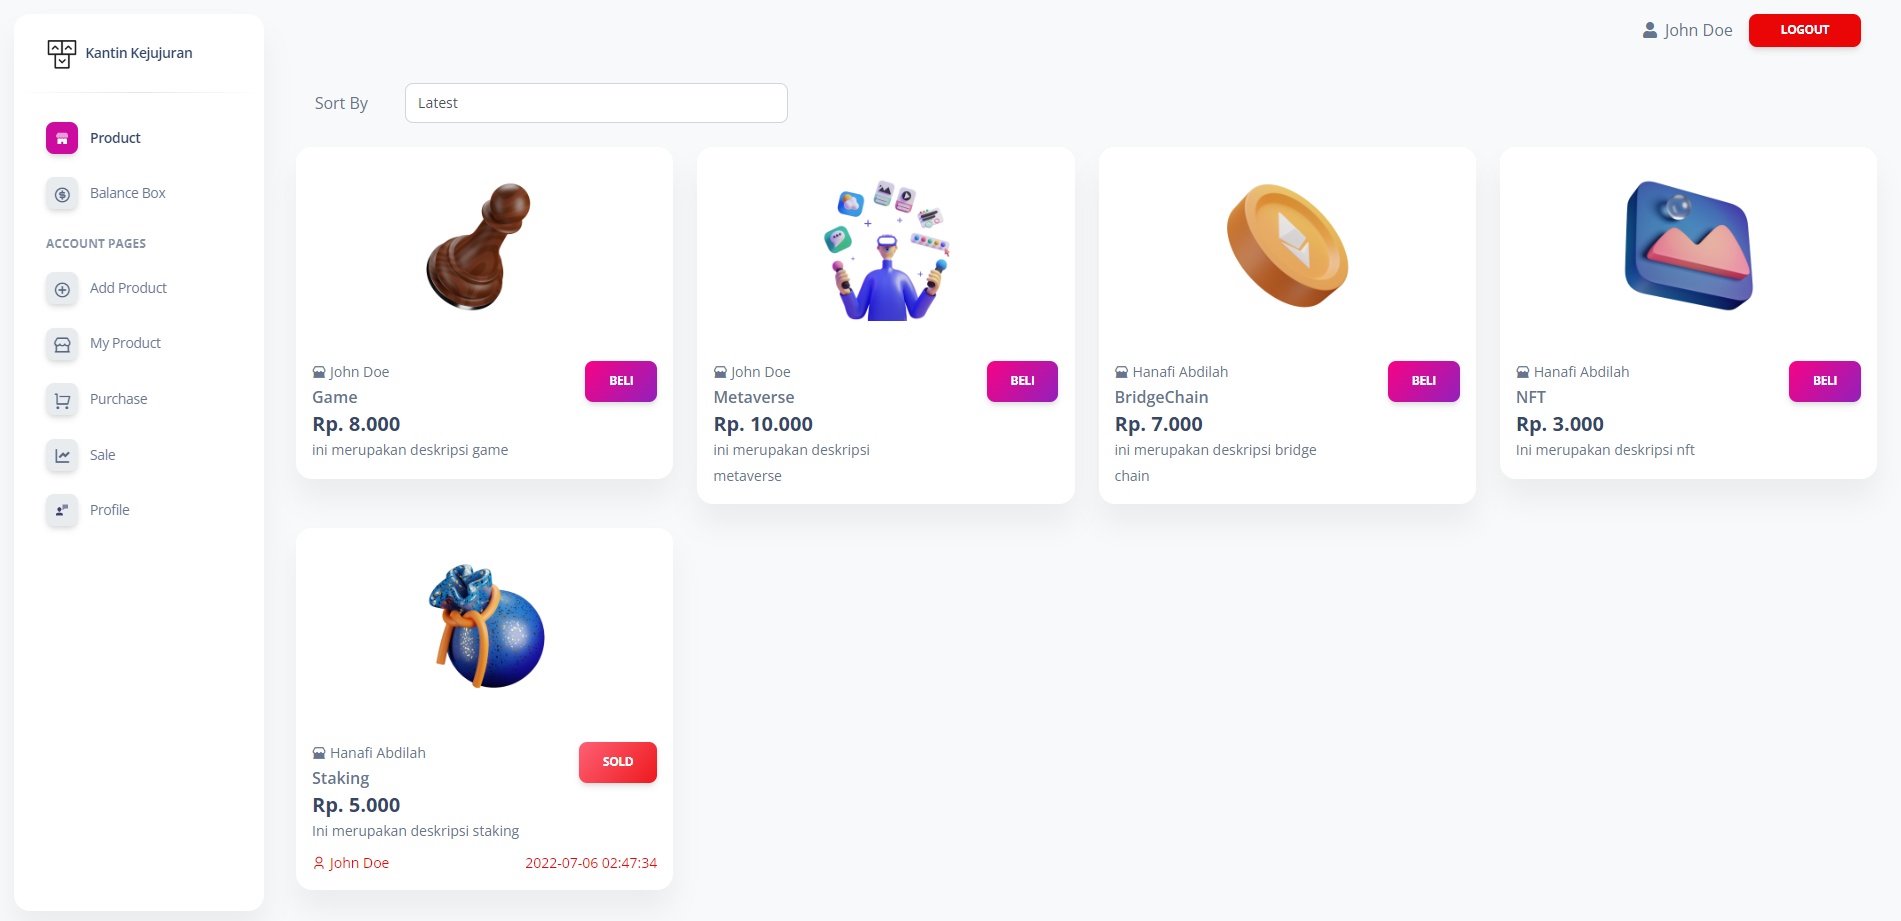 Kantin Kejujuran
Product
Balance Box
ACCOUNT PAGES
Add Product
My Product
Purchase
Sale
Profile
John Doe
LOGOUT
Sort By
Latest
John Doe
BELI
Game
Rp. 8.000
ini merupakan deskripsi game
John Doe
BELI
Metaverse
Rp. 10.000
ini merupakan deskripsi
metaverse
Hanafi Abdilah
BELI
BridgeChain
Rp. 7.000
ini merupakan deskripsi bridge
chain
Hanafi Abdilah
BELI
NFT
Rp. 3.000
Ini merupakan deskripsi nft
Hanafi Abdilah
SOLD
Staking
Rp. 5.000
Ini merupakan deskripsi staking
John Doe 2022-07-06 02:47:34